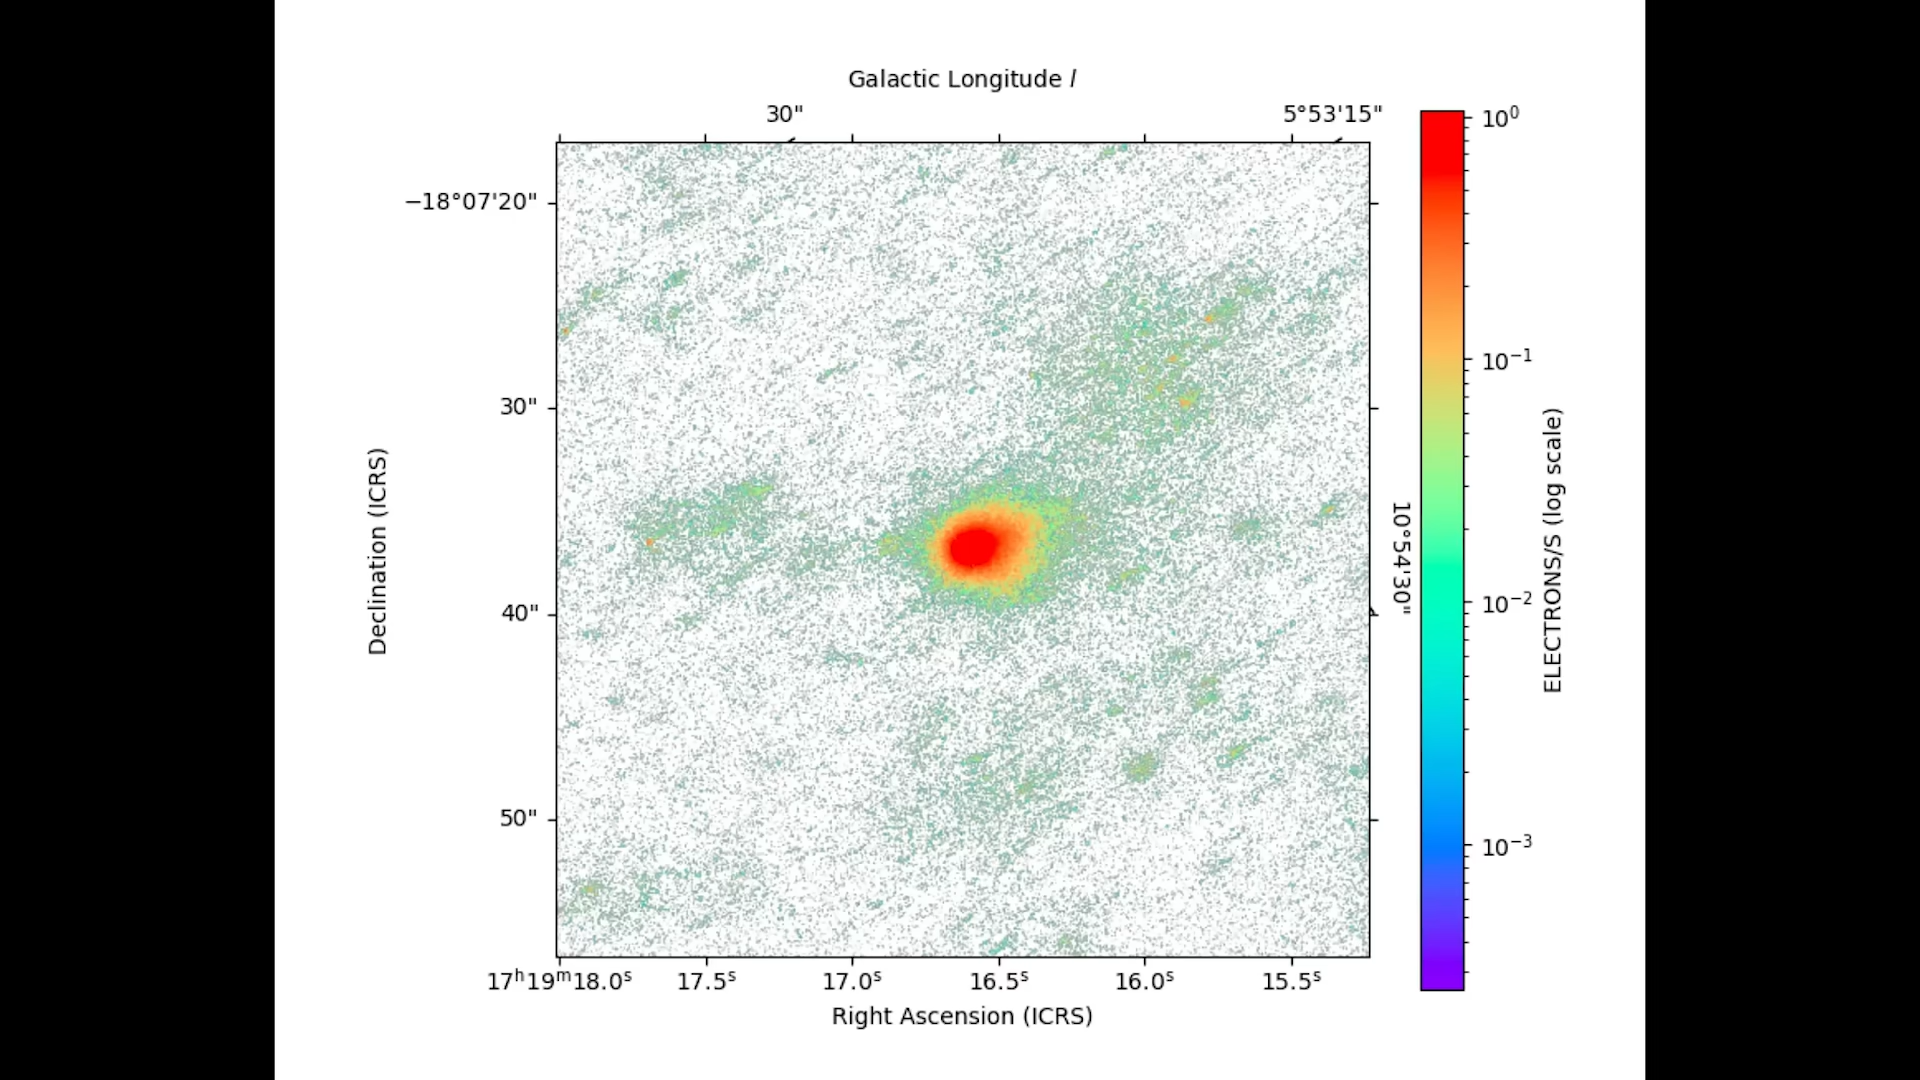 Galactic Longitude l
30" 5°53'15"
10⁰
−18°07'20"
10⁻¹
30"
Declination (ICRS)
ELECTRONS/S (log scale)
10°54'30"
10⁻²
40"
50"
10⁻³
17ʰ19ᵐ18.0ˢ 17.5ˢ 17.0ˢ 16.5ˢ 16.0ˢ 15.5ˢ
Right Ascension (ICRS)